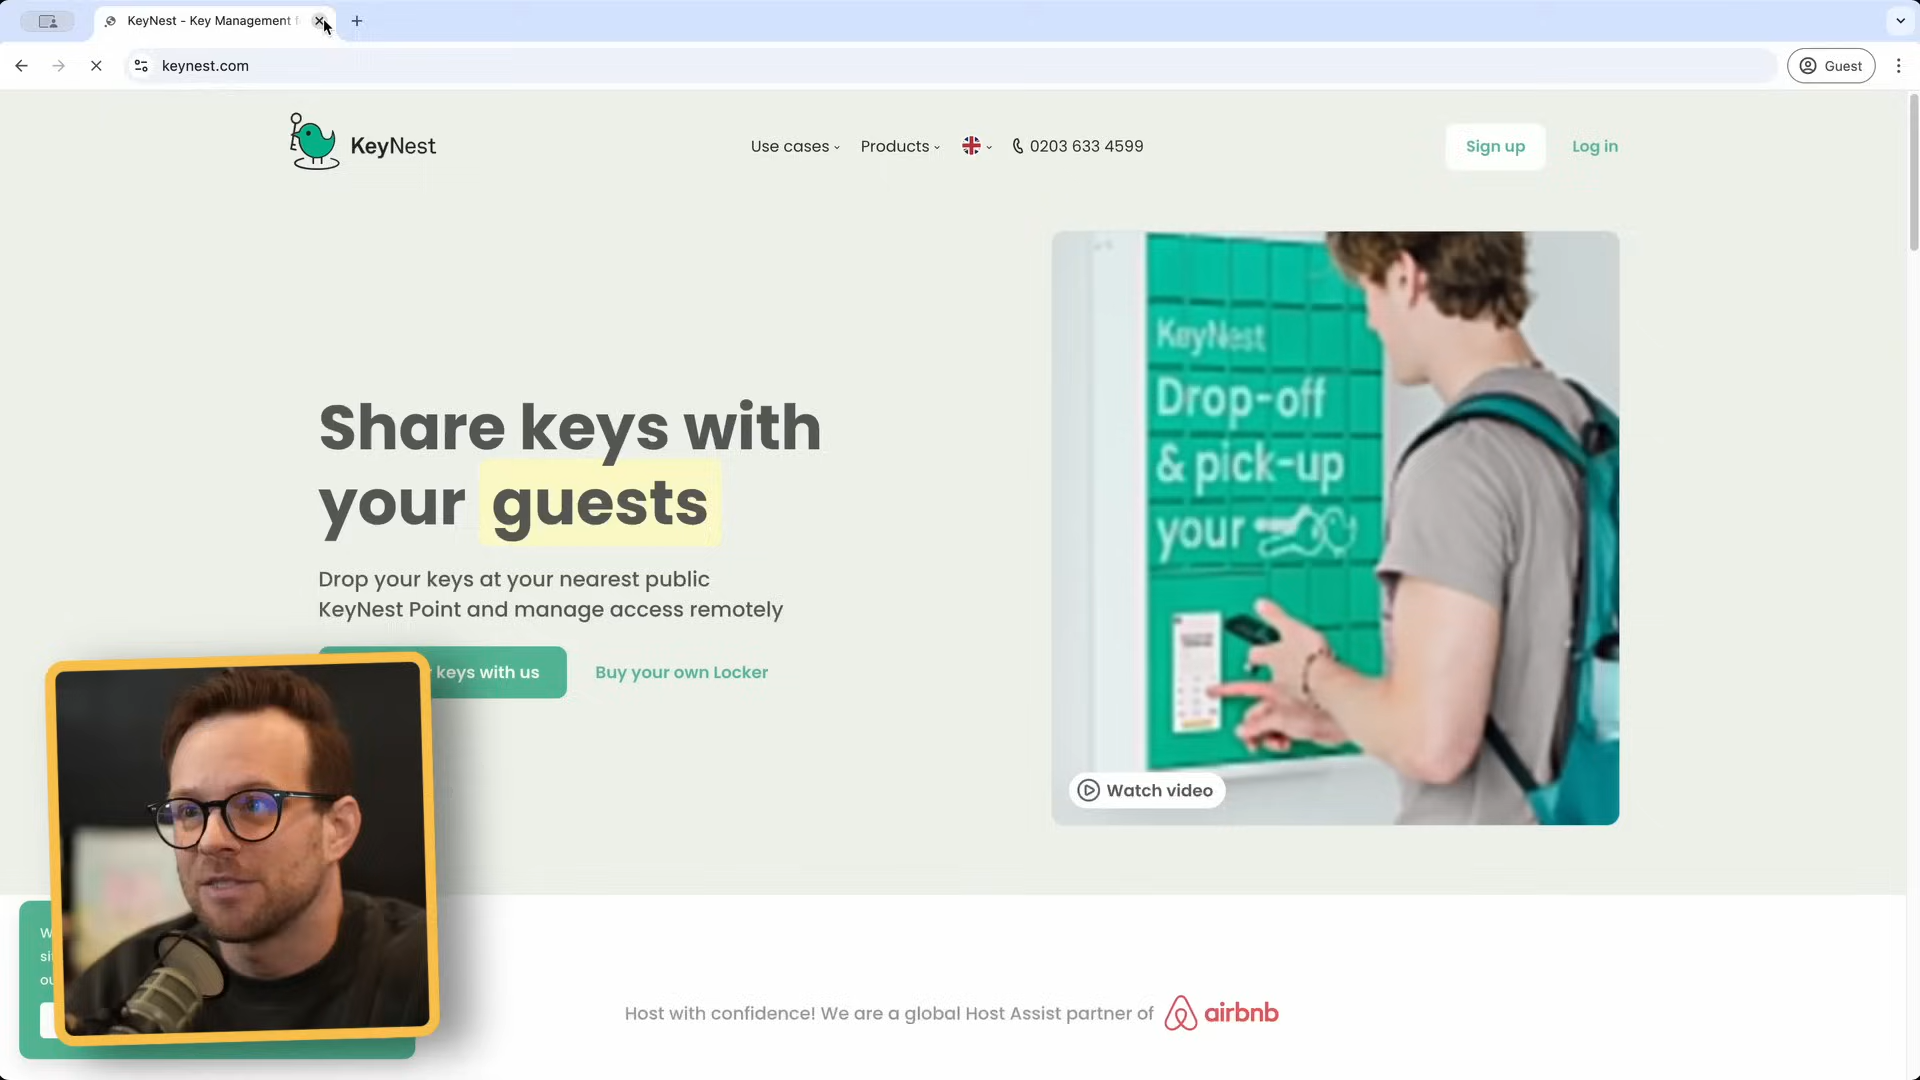 KeyNest - Key Management f
keynest.com
Guest
KeyNest
Use cases
Products
0203 633 4599
Sign up
Log in
Share keys with
your guests
Drop your keys at your nearest public
KeyNest Point and manage access remotely
keys with us
Buy your own Locker
KeyNest
Drop-off
& pick-up
your
Watch video
Host with confidence! We are a global Host Assist partner of airbnb